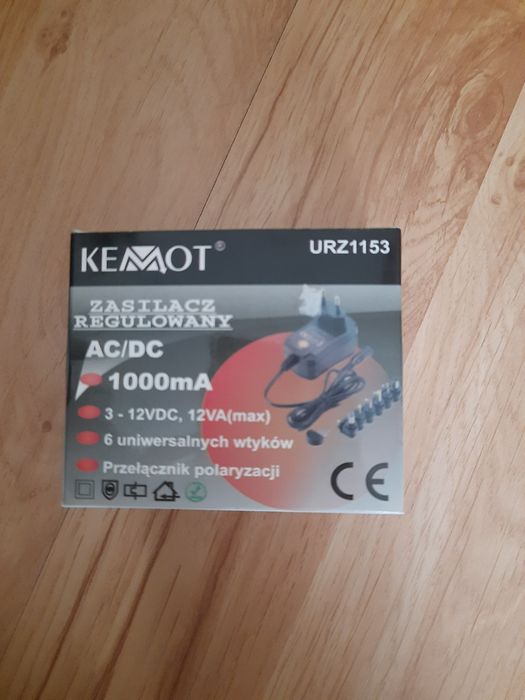 KEMOT® URZ1153
ZASILACZ
REGULOWANY
AC/DC
1000mA
3 - 12VDC, 12VA(max)
6 uniwersalnych wtyków
Przełącznik polaryzacji
CE